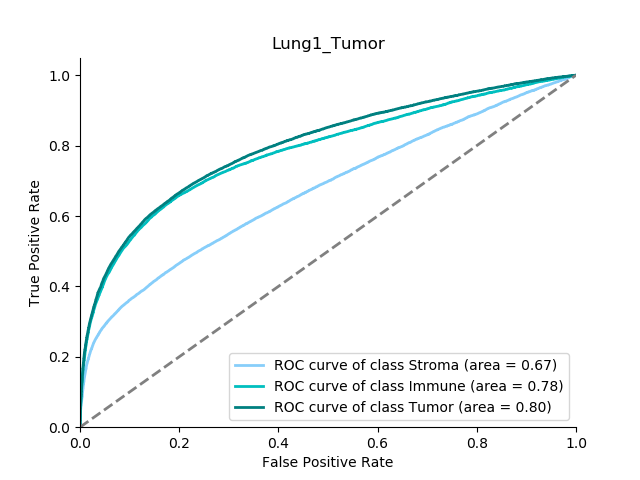 Lung1_Tumor
True Positive Rate
1.0
0.8
0.6
0.4
0.2
0.0
ROC curve of class Stroma (area = 0.67)
ROC curve of class Immune (area = 0.78)
ROC curve of class Tumor (area = 0.80)
0.0 0.2 0.4 0.6 0.8 1.0
False Positive Rate